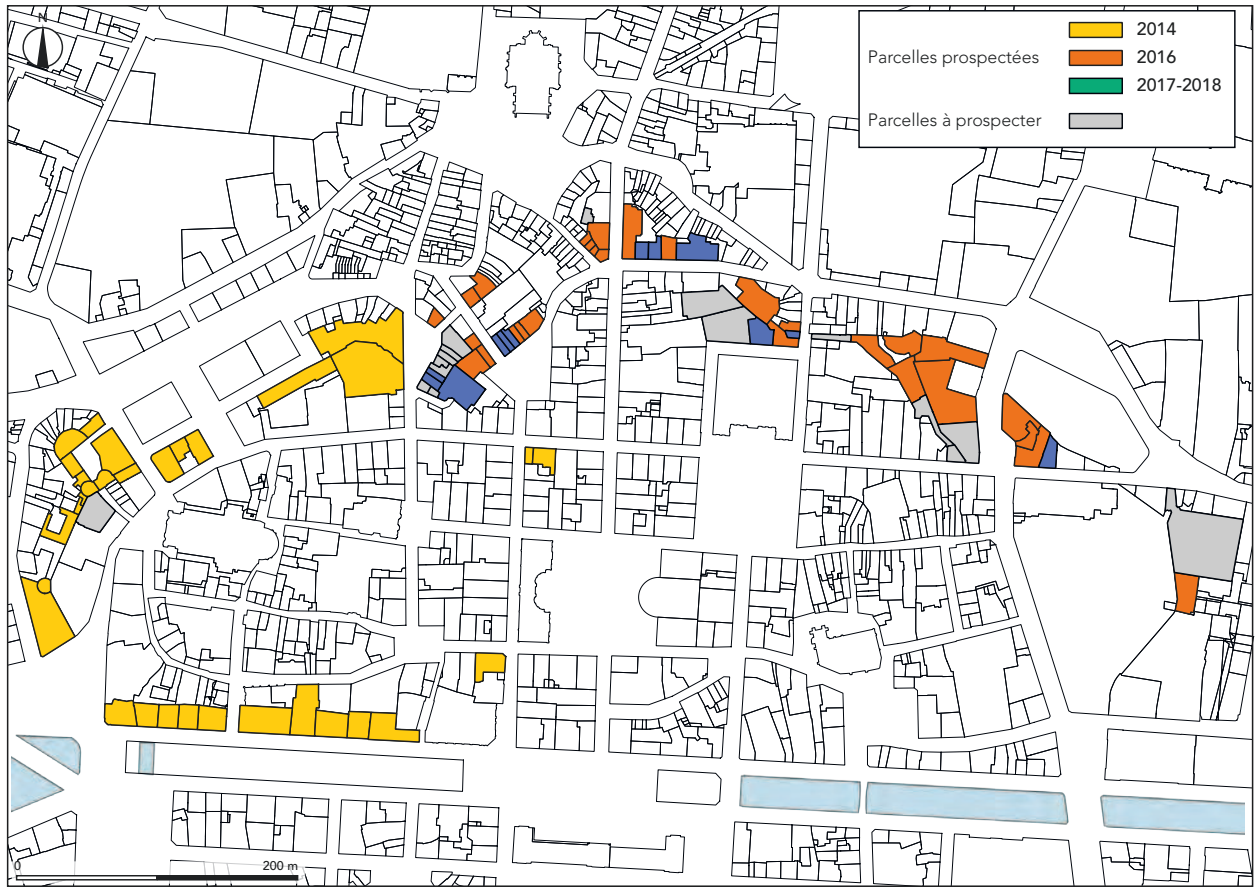 N
2014
Parcelles prospectées 2016
2017-2018
Parcelles à prospecter
0 200 m